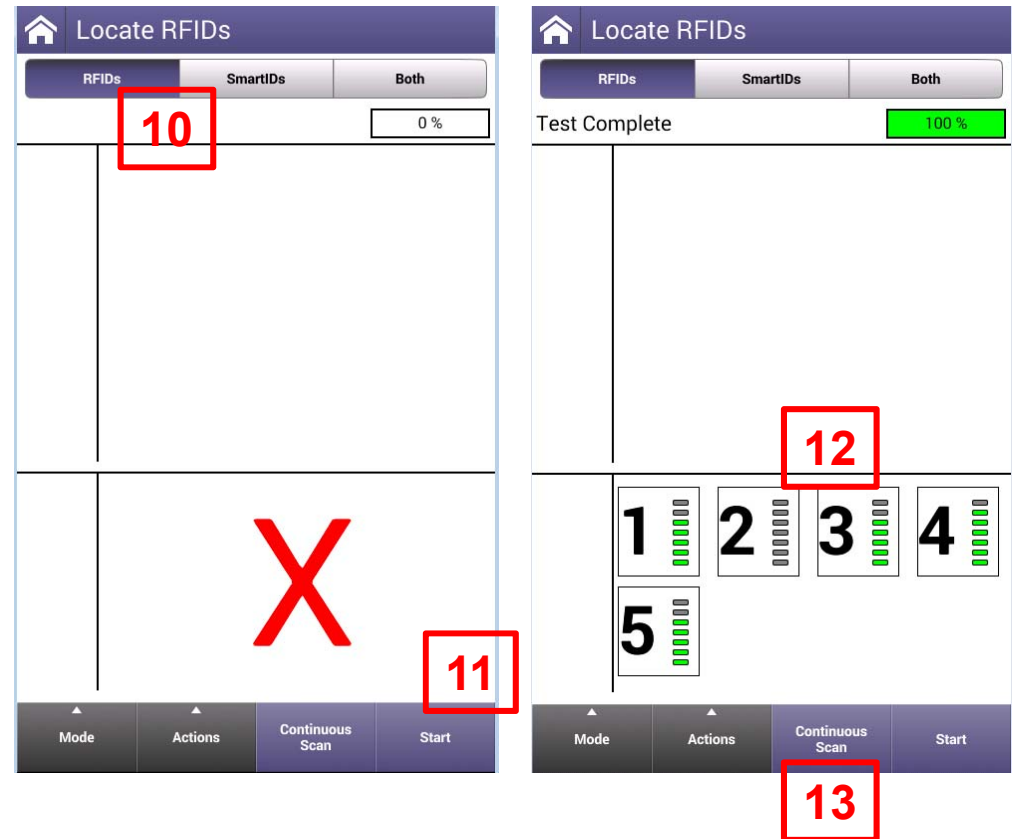 Locate RFIDs
RFIDs SmartIDs Both
10
0 %
X
11
Mode Actions Continuous Scan Start
Locate RFIDs
RFIDs SmartIDs Both
Test Complete 100 %
12
1 2 3 4
5
Mode Actions Continuous Scan Start
13